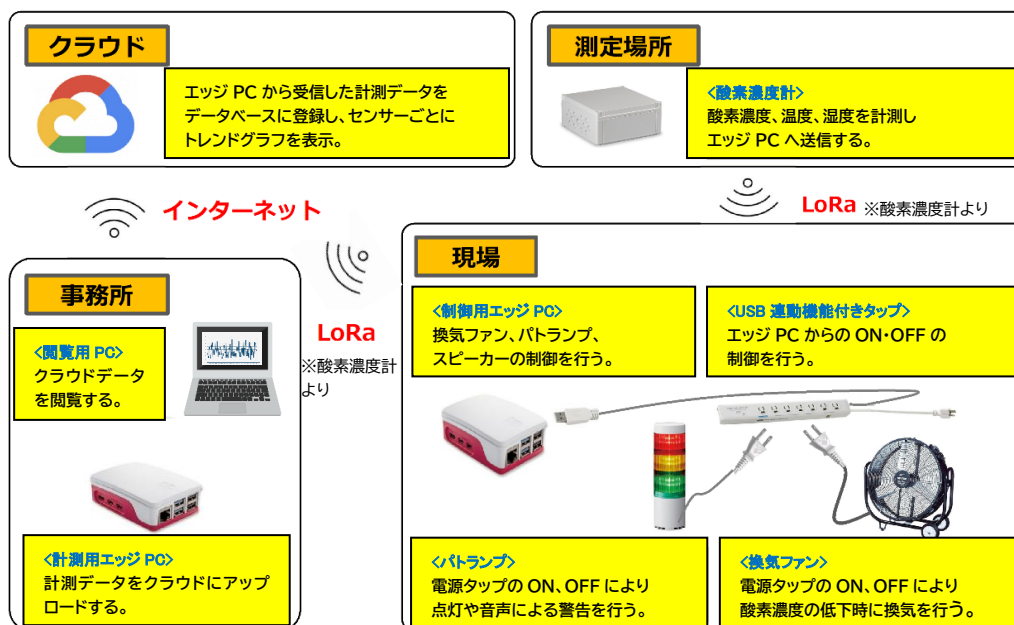 クラウド
エッジ PC から受信した計測データを
データベースに登録し、センサーごとに
トレンドグラフを表示。
測定場所
<酸素濃度計>
酸素濃度、温度、湿度を計測し
エッジ PC へ送信する。
インターネット
LoRa ※酸素濃度計より
LoRa
※酸素濃度計
より
事務所
<閲覧用 PC>
クラウドデータ
を閲覧する。
<計測用エッジ PC>
計測データをクラウドにアップ
ロードする。
現場
<制御用エッジ PC>
換気ファン、パトランプ、
スピーカーの制御を行う。
<USB 連動機能付きタップ>
エッジ PC からの ON・OFF の
制御を行う。
<パトランプ>
電源タップの ON、OFF により
点灯や音声による警告を行う。
<換気ファン>
電源タップの ON、OFF により
酸素濃度の低下時に換気を行う。